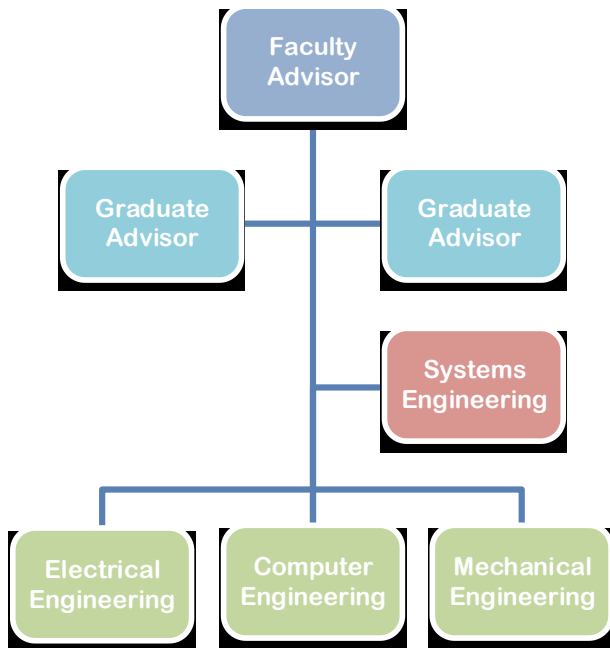 Faculty
Advisor
Graduate
Advisor
Graduate
Advisor
Systems
Engineering
Electrical
Engineering
Computer
Engineering
Mechanical
Engineering